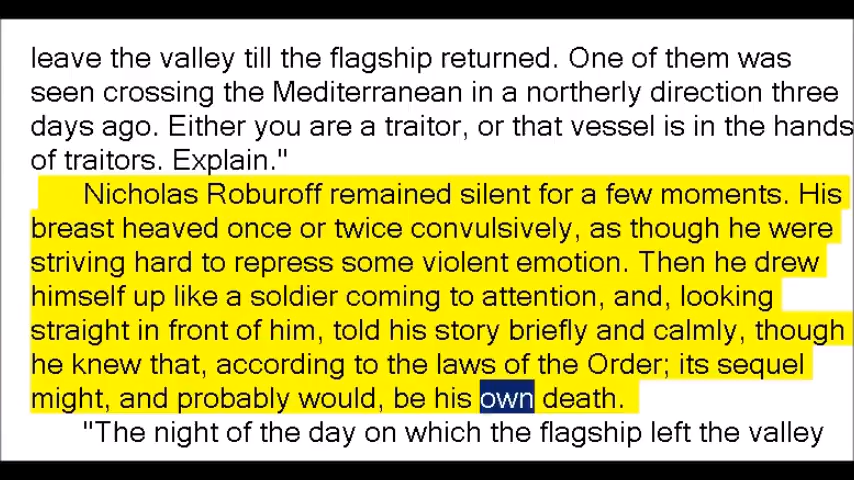 leave the valley till the flagship returned. One of them was
seen crossing the Mediterranean in a northerly direction three
days ago. Either you are a traitor, or that vessel is in the hands
of traitors. Explain."
Nicholas Roburoff remained silent for a few moments. His
breast heaved once or twice convulsively, as though he were
striving hard to repress some violent emotion. Then he drew
himself up like a soldier coming to attention, and, looking
straight in front of him, told his story briefly and calmly, though
he knew that, according to the laws of the Order; its sequel
might, and probably would, be his own death.
"The night of the day on which the flagship left the valley